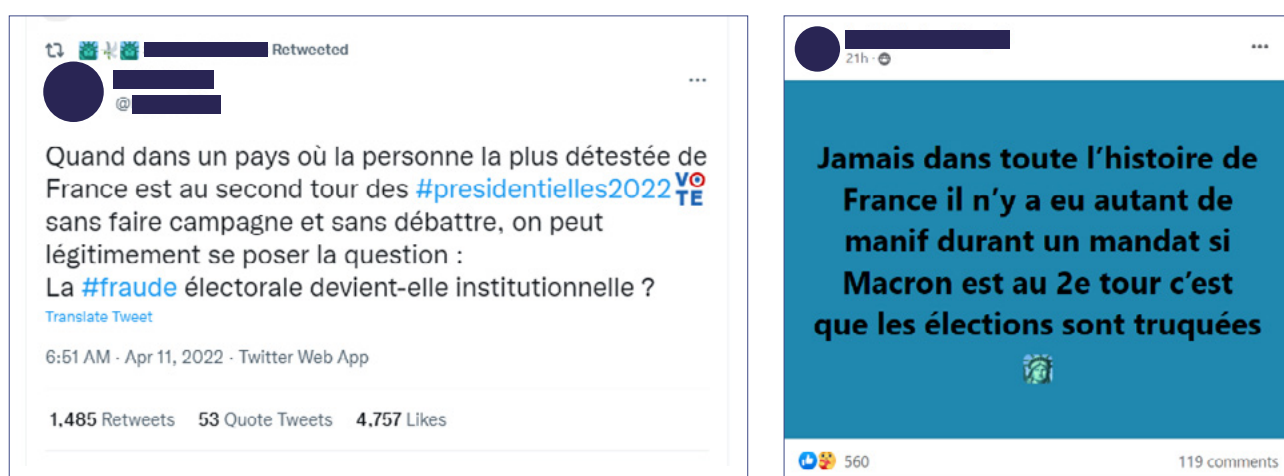 Retweeted
@
Quand dans un pays où la personne la plus détestée de
France est au second tour des #presidentielles2022 VOTE
sans faire campagne et sans débattre, on peut
légitimement se poser la question :
La #fraude électorale devient-elle institutionnelle ?
Translate Tweet
6:51 AM · Apr 11, 2022 · Twitter Web App
1,485 Retweets 53 Quote Tweets 4,757 Likes
21h ·
Jamais dans toute l'histoire de
France il n'y a eu autant de
manif durant un mandat si
Macron est au 2e tour c'est
que les élections sont truquées
560
119 comments